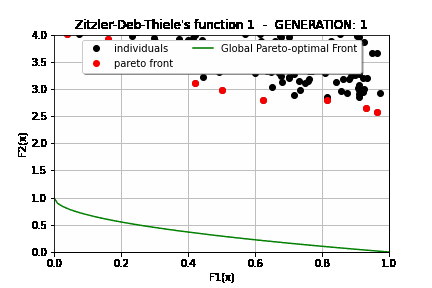 Zitzler-Deb-Thiele's function 1 - GENERATION: 1
individuals
Global Pareto-optimal Front
pareto front
4.0
3.5
3.0
2.5
2.0
1.5
1.0
0.5
0.0
F2(x)
0.0 0.2 0.4 0.6 0.8 1.0
F1(x)